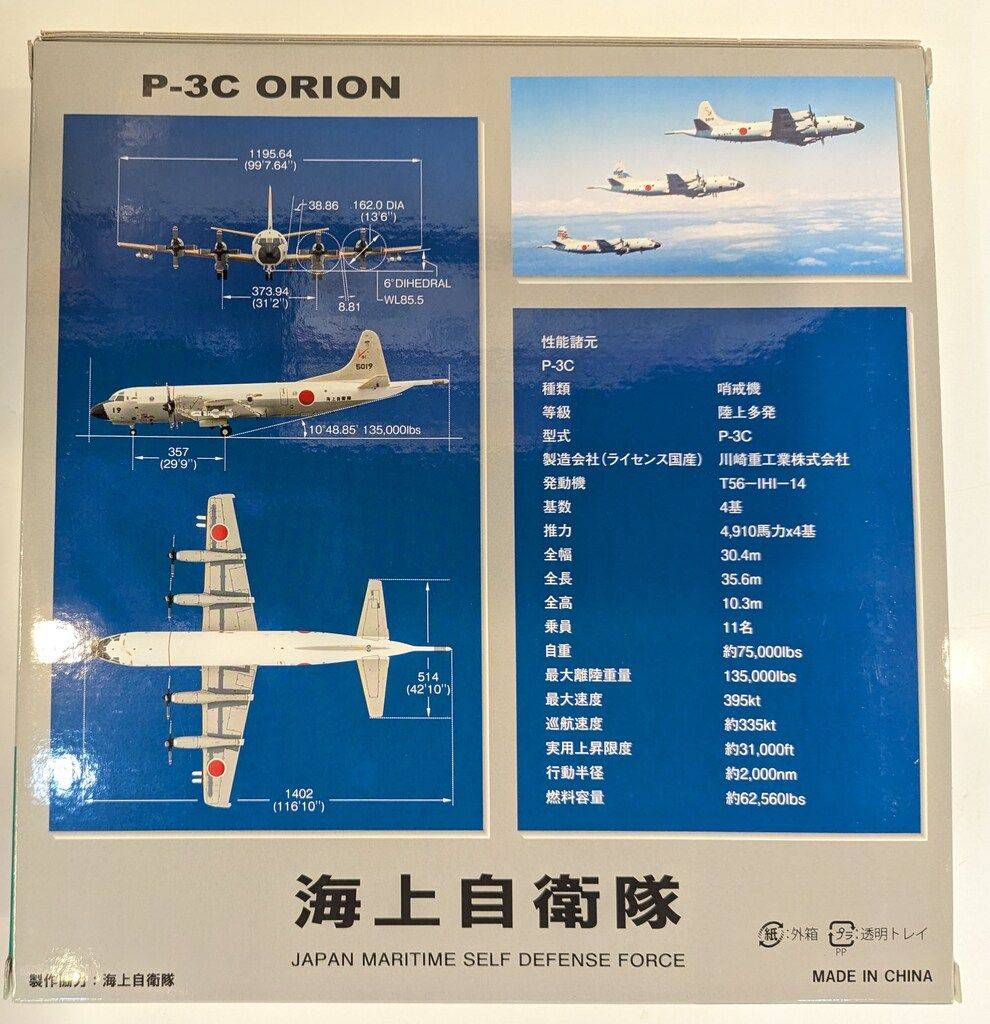 P-3C ORION
1195.64
(99'7.64")
38.86
162.0 DIA
(13'6")
373.94
(31'2")
8.81
6°DIHEDRAL
WL85.5
5019
19
海上自衛隊
10°48.85' 135,000lbs
357
(29'9")
514
(42'10")
1402
(116'10")
性能諸元
P-3C
種類 哨戒機
等級 陸上多発
型式 P-3C
製造会社(ライセンス国産) 川崎重工業株式会社
発動機 T56-IHI-14
基数 4基
推力 4,910馬力x4基
全幅 30.4m
全長 35.6m
全高 10.3m
乗員 11名
自重 約75,000lbs
最大離陸重量 135,000lbs
最大速度 395kt
巡航速度 約335kt
実用上昇限度 約31,000ft
行動半径 約2,000nm
燃料容量 約62,560lbs
海上自衛隊
JAPAN MARITIME SELF DEFENSE FORCE
紙:外箱 プラ:透明トレイ
PP
製作協力:海上自衛隊
MADE IN CHINA